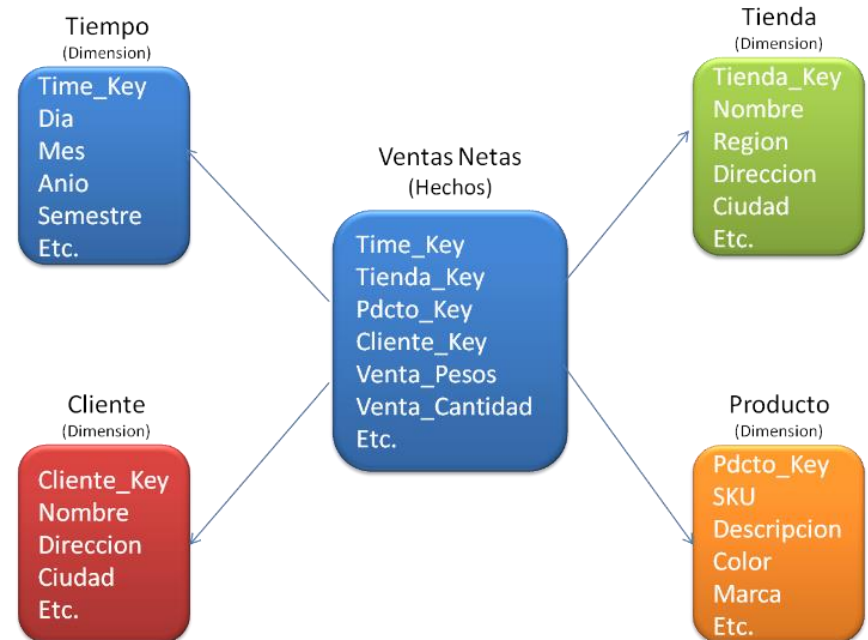 Tiempo
(Dimension)
Time_Key
Dia
Mes
Anio
Semestre
Etc.
Tienda
(Dimension)
Tienda_Key
Nombre
Region
Direccion
Ciudad
Etc.
Ventas Netas
(Hechos)
Time_Key
Tienda_Key
Pdcto_Key
Cliente_Key
Venta_Pesos
Venta_Cantidad
Etc.
Cliente
(Dimension)
Cliente_Key
Nombre
Direccion
Ciudad
Etc.
Producto
(Dimension)
Pdcto_Key
SKU
Descripcion
Color
Marca
Etc.